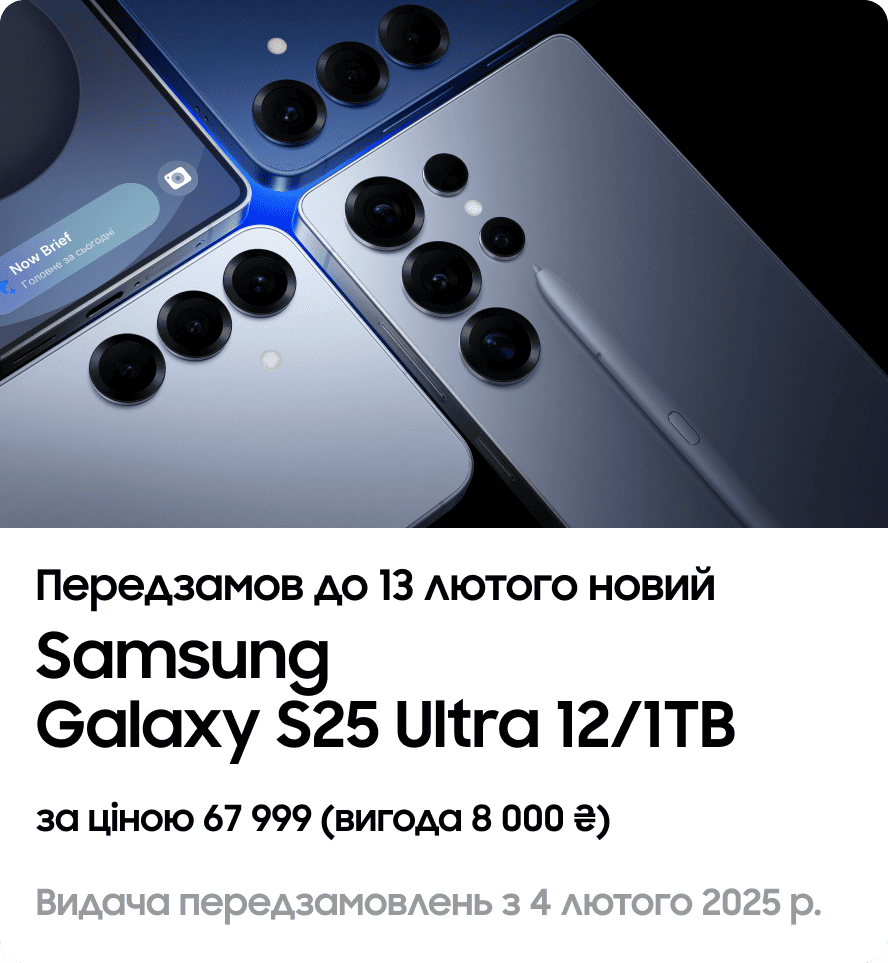 Now Brief
Головне за сьогодні
Передзамов до 13 лютого новий
Samsung
Galaxy S25 Ultra 12/1TB
за ціною 67 999 (вигода 8 000 ₴)
Видача передзамовлень з 4 лютого 2025 р.